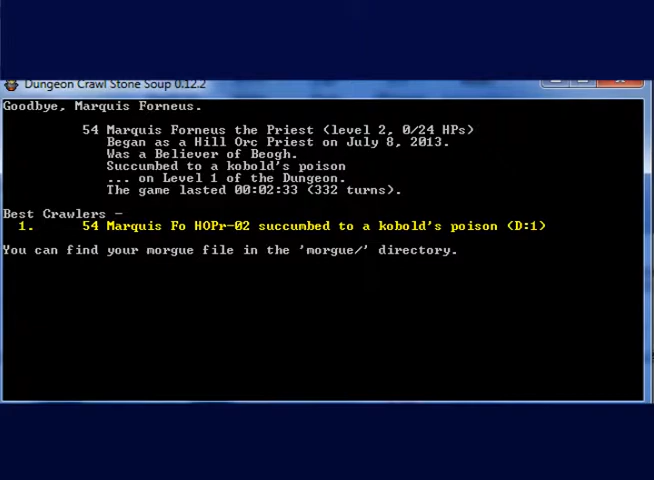 Dungeon Crawl Stone Soup 0.12.2
Goodbye, Marquis Forneus.
54 Marquis Forneus the Priest (level 2, 0/24 HPs)
Began as a Hill Orc Priest on July 8, 2013.
Was a Believer of Beogh.
Succumbed to a kobold's poison
... on Level 1 of the Dungeon.
The game lasted 00:02:33 (332 turns).
Best Crawlers -
1. 54 Marquis Fo HOPr-02 succumbed to a kobold's poison (D:1)
You can find your morgue file in the 'morgue/' directory.